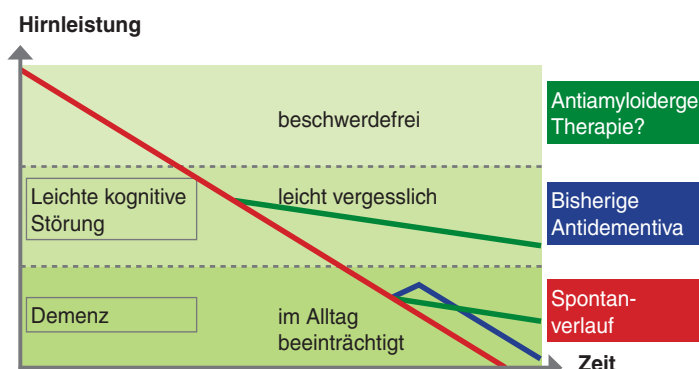 Hirnleistung
beschwerdefrei
Antiamyloiderge
Therapie?
Leichte kognitive
Störung
leicht vergesslich
Bisherige
Antidementiva
Demenz
im Alltag
beeinträchtigt
Spontan-
verlauf
Zeit